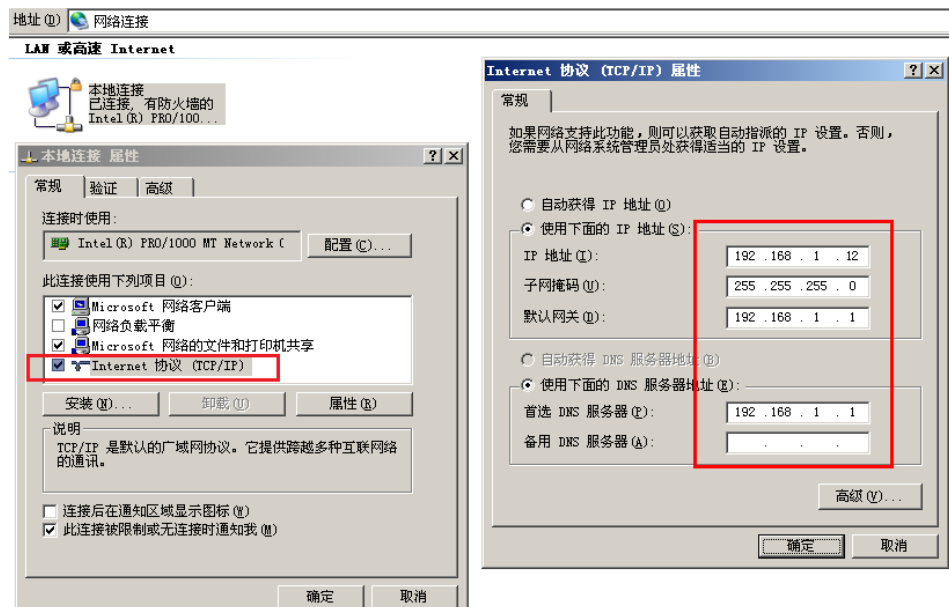 地址(D) 网络连接
LAN 或高速 Internet
本地连接
已连接, 有防火墙的
Intel(R) PRO/100...
本地连接 属性
常规 验证 高级
连接时使用:
Intel(R) PRO/1000 MT Network C
配置(C)...
此连接使用下列项目(O):
Microsoft 网络客户端
网络负载平衡
Microsoft 网络的文件和打印机共享
Internet 协议 (TCP/IP)
安装(N)... 卸载(U) 属性(R)
说明
TCP/IP 是默认的广域网协议。它提供跨越多种互联网络
的通讯。
连接后在通知区域显示图标(W)
此连接被限制或无连接时通知我(M)
确定 取消
Internet 协议 (TCP/IP) 属性
常规
如果网络支持此功能，则可以获取自动指派的 IP 设置。否则，
您需要从网络系统管理员处获得适当的 IP 设置。
自动获得 IP 地址(O)
使用下面的 IP 地址(S):
IP 地址(I): 192 .168 . 1 . 12
子网掩码(U): 255 .255 .255 . 0
默认网关(D): 192 .168 . 1 . 1
自动获得 DNS 服务器地址(B)
使用下面的 DNS 服务器地址(E):
首选 DNS 服务器(P): 192 .168 . 1 . 1
备用 DNS 服务器(A): . . .
高级(V)...
确定 取消